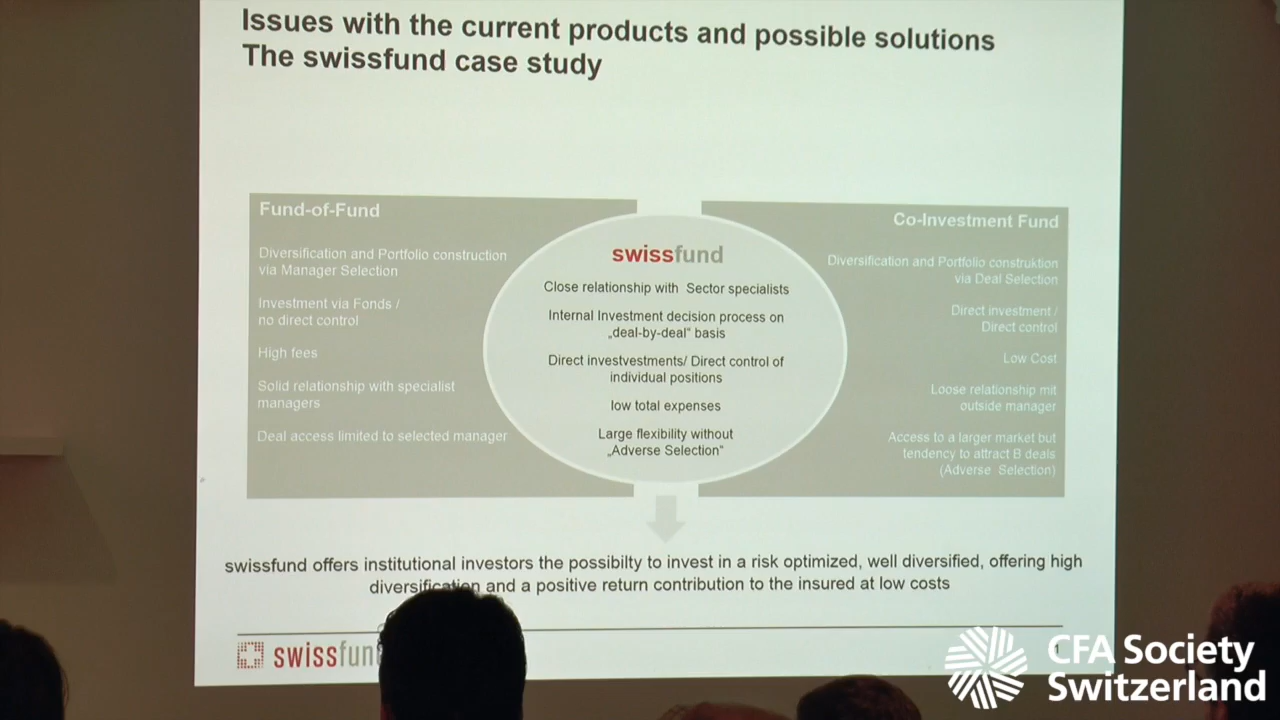 Issues with the current products and possible solutions
The swissfund case study
Fund-of-Fund
Diversification and Portfolio construction
via Manager Selection
Investment via Fonds /
no direct control
High fees
Solid relationship with specialist
managers
Deal access limited to selected manager
swissfund
Close relationship with Sector specialists
Internal Investment decision process on
„deal-by-deal“ basis
Direct investvestments/ Direct control of
individual positions
low total expenses
Large flexibility without
„Adverse Selection“
Co-Investment Fund
Diversification and Portfolio construktion
via Deal Selection
Direct investment /
Direct control
Low Cost
Loose relationship mit
outside manager
Access to a larger market but
tendency to attract B deals
(Adverse Selection)
swissfund offers institutional investors the possibilty to invest in a risk optimized, well diversified, offering high
diversification and a positive return contribution to the insured at low costs
swissfun
CFA Society
Switzerland